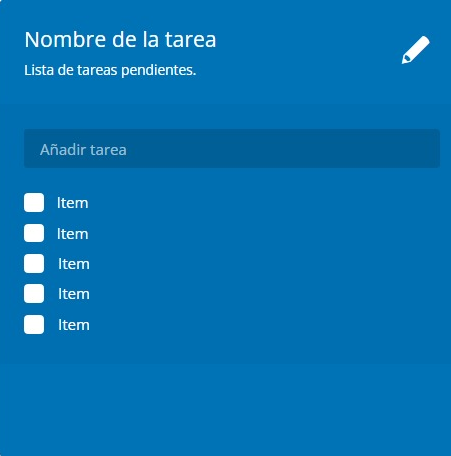 Nombre de la tarea
Lista de tareas pendientes.
Añadir tarea
Item
Item
Item
Item
Item